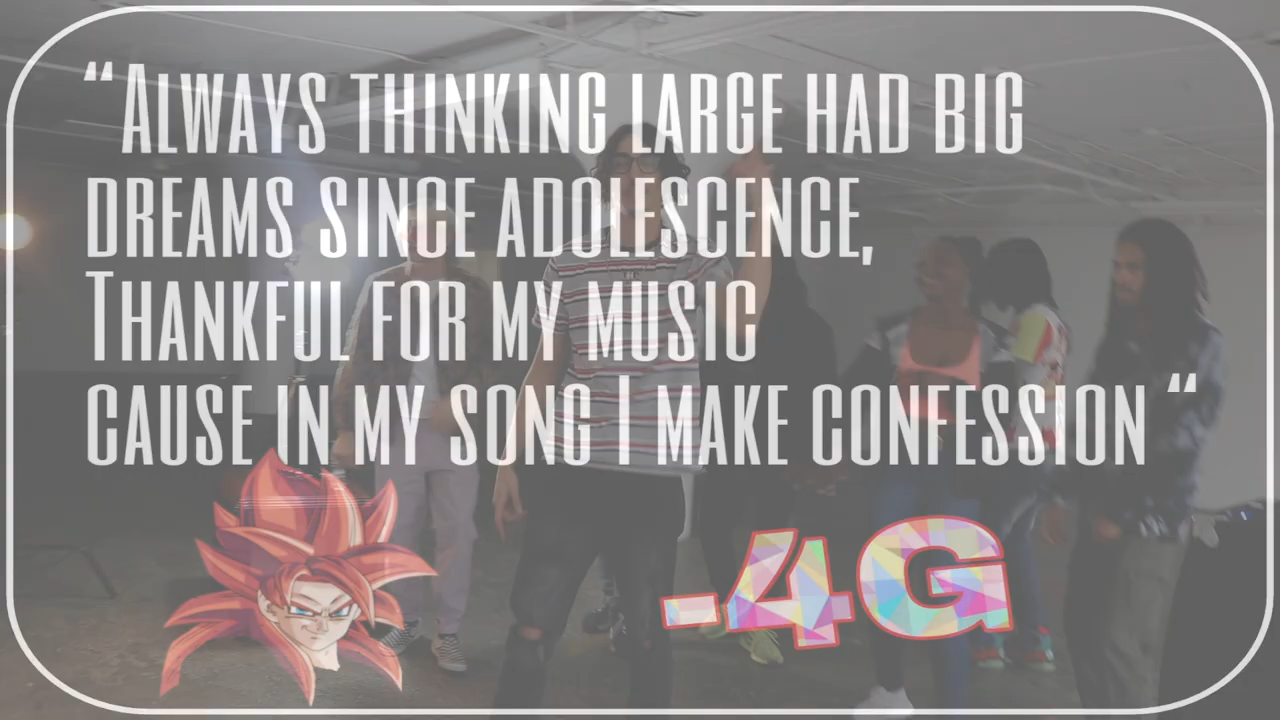 “Always thinking large had big
dreams since adolescence,
Thankful for my music
cause in my song I make confession “
-4G